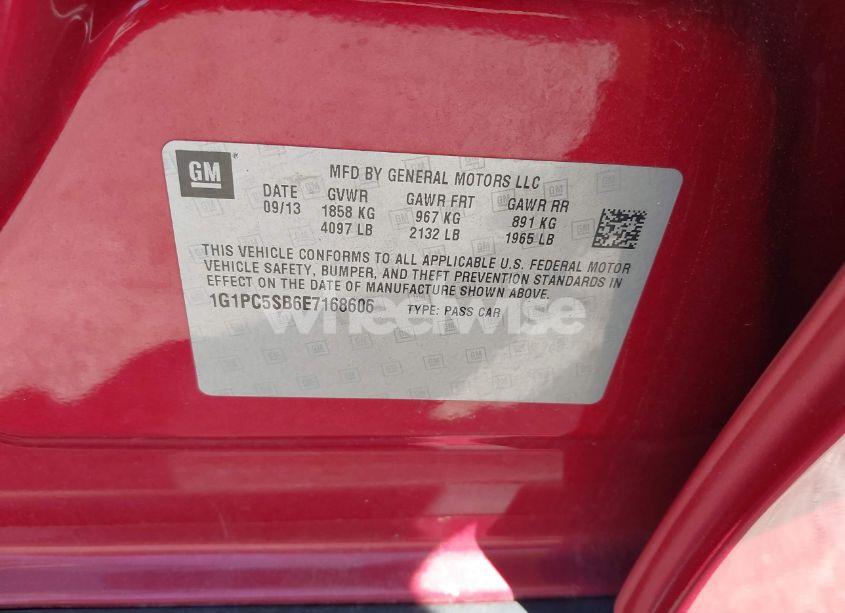 GM
MFD BY GENERAL MOTORS LLC
DATE GVWR GAWR FRT GAWR RR
09/13 1858 KG 967 KG 891 KG
4097 LB 2132 LB 1965 LB
THIS VEHICLE CONFORMS TO ALL APPLICABLE U.S. FEDERAL MOTOR
VEHICLE SAFETY, BUMPER, AND THEFT PREVENTION STANDARDS IN
EFFECT ON THE DATE OF MANUFACTURE SHOWN ABOVE.
1G1PC5SB6E7168606 TYPE: PASS CAR
wheelwise